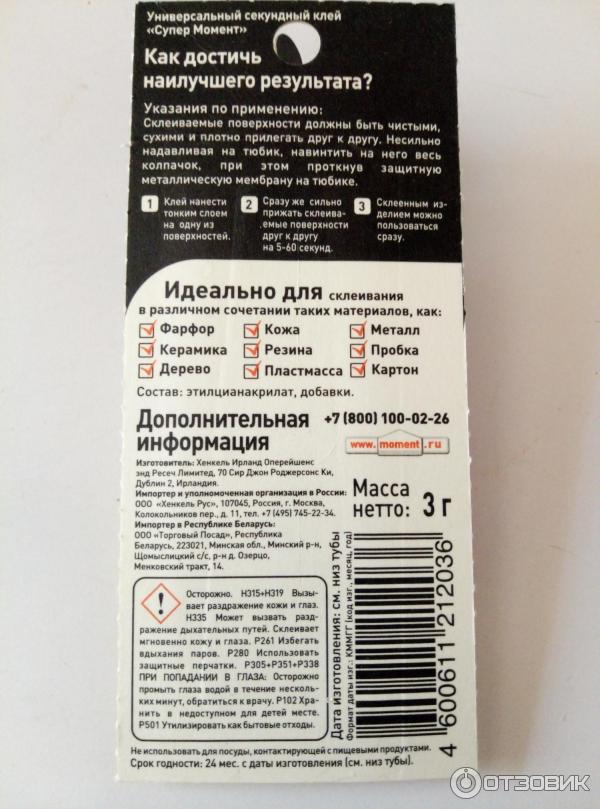 Универсальный секундный клей
«Супер Момент»
Как достичь
наилучшего результата?
Указания по применению:
Склеиваемые поверхности должны быть чистыми,
сухими и плотно прилегать друг к другу. Несильно
надавливая на тюбик, навинтить на него весь
колпачок, при этом проткнув защитную
металлическую мембрану на тюбике.
1 Клей нанести
тонким слоем
на одну из
поверхностей.
2 Сразу же сильно
прижать склеива-
емые поверхности
друг к другу
на 5-60 секунд.
3 Склеенным из-
делием можно
пользоваться
сразу.
Идеально для склеивания
в различном сочетании таких материалов, как:
Фарфор Кожа Металл
Керамика Резина Пробка
Дерево Пластмасса Картон
Состав: этилцианакрилат, добавки.
Дополнительная
информация
+7 (800) 100-02-26
www.moment.ru
Изготовитель: Хенкель Ирланд Оперейшенс
энд Ресеч Лимитед, 70 Сир Джон Роджерсонс Ки,
Дублин 2, Ирландия.
Импортер и уполномоченная организация в России:
ООО «Хенкель Рус», 107045, Россия, г. Москва,
Колокольников пер., д. 11, тел. +7 (495) 745-22-34.
Импортер в Республике Беларусь:
ООО «Торговый Посад», Республика
Беларусь, 223021, Минская обл., Минский р-н,
Щомыслицкий с/с, р-н д. Озерцо,
Менковский тракт, 14.
Масса
нетто: 3 г
Осторожно. H315+H319 Вызы-
вает раздражение кожи и глаз.
H335 Может вызвать раз-
дражение дыхательных путей. Склеивает
мгновенно кожу и глаза. P261 Избегать
вдыхания паров. P280 Использовать
защитные перчатки. P305+P351+P338
ПРИ ПОПАДАНИИ В ГЛАЗА: Осторожно
промыть глаза водой в течение несколь-
ких минут, обратиться к врачу. P102 Хра-
нить в недоступном для детей месте.
P501 Утилизировать как бытовые отходы.
Дата изготовления: см. низ тубы
Формат даты изг.: КММГГ (код изг., месяц, год)
4 600611 212036
Не использовать для посуды, контактирующей с пищевыми продуктами.
Срок годности: 24 мес. с даты изготовления (см. низ тубы).
ОТЗОВИК